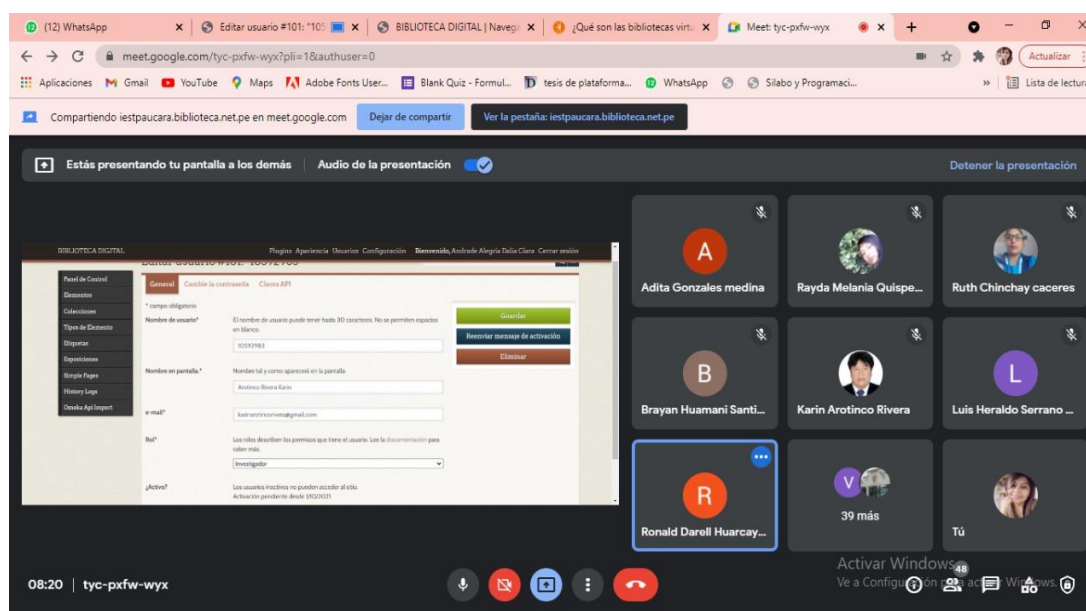 (12) WhatsApp
Editar usuario #101: "105
BIBLIOTECA DIGITAL | Naveg
¿Qué son las bibliotecas virtu
Meet: tyc-pxfw-wyx
meet.google.com/tyc-pxfw-wyx?pli=1&authuser=0
Actualizar
Aplicaciones
Gmail
YouTube
Maps
Adobe Fonts User...
Blank Quiz - Formul...
tesis de plataforma...
WhatsApp
Silabo y Programaci...
»
Lista de lectura
Compartiendo iestpaucara.biblioteca.net.pe en meet.google.com
Dejar de compartir
Ver la pestaña: iestpaucara.biblioteca.net.pe
Estás presentando tu pantalla a los demás
Audio de la presentación
Detener la presentación
BIBLIOTECA DIGITAL
Plugins Apariencia Usuarios Configuración Bienvenido, Andrade Alegria Dalia Clara Cerrar sesión
Panel de Control
Elementos
Colecciones
Tipos de Elemento
Etiquetas
Exposiciones
Simple Pages
History Logs
Omeka Api Import
General
Cambie la contraseña
Claves API
* campo obligatorio
Nombre de usuario*
El nombre de usuario puede tener hasta 30 caracteres. No se permiten espacios
en blanco.
10592983
Nombre en pantalla.*
Nombre tal y como aparecerá en la pantalla
Arotinco Rivera Karin
e-mail*
Rol*
Los roles describen los permisos que tiene el usuario. Lee la documentación para
saber más.
Investigador
¿Activo?
Los usuarios inactivos no pueden acceder al sitio.
Activación pendiente desde 1/10/2021.
Guardar
Reenviar mensaje de activación
Eliminar
A
Adita Gonzales medina
Rayda Melania Quispe...
Ruth Chinchay caceres
B
Brayan Huamani Santi...
Karin Arotinco Rivera
L
Luis Heraldo Serrano ...
R
Ronald Darell Huarcay...
V
39 más
Tú
Activar Windows
Ve a Configuración para activar Windows.
08:20 | tyc-pxfw-wyx
48